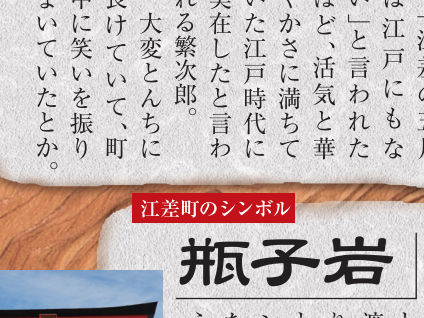 は江戸にもな
い」と言われた
ほど、活気と華
やかさに満ちて
いた江戸時代に
実在したと言わ
れる繁次郎。
大変とんちに
長けていて、町
中に笑いを振り
まいていたとか。
江差町のシンボル
瓶子岩